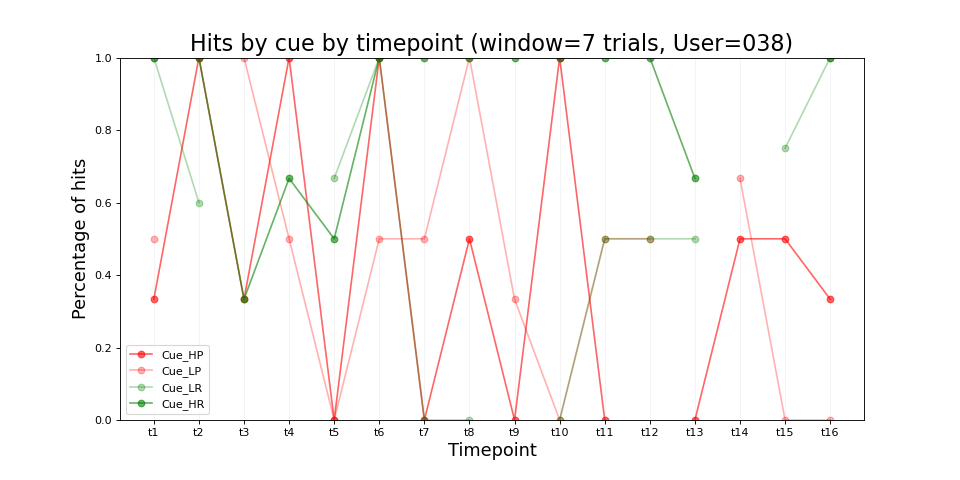 Hits by cue by timepoint (window=7 trials, User=038)
Percentage of hits
1.0
0.8
0.6
0.4
0.2
0.0
Cue_HP
Cue_LP
Cue_LR
Cue_HR
t1 t2 t3 t4 t5 t6 t7 t8 t9 t10 t11 t12 t13 t14 t15 t16
Timepoint